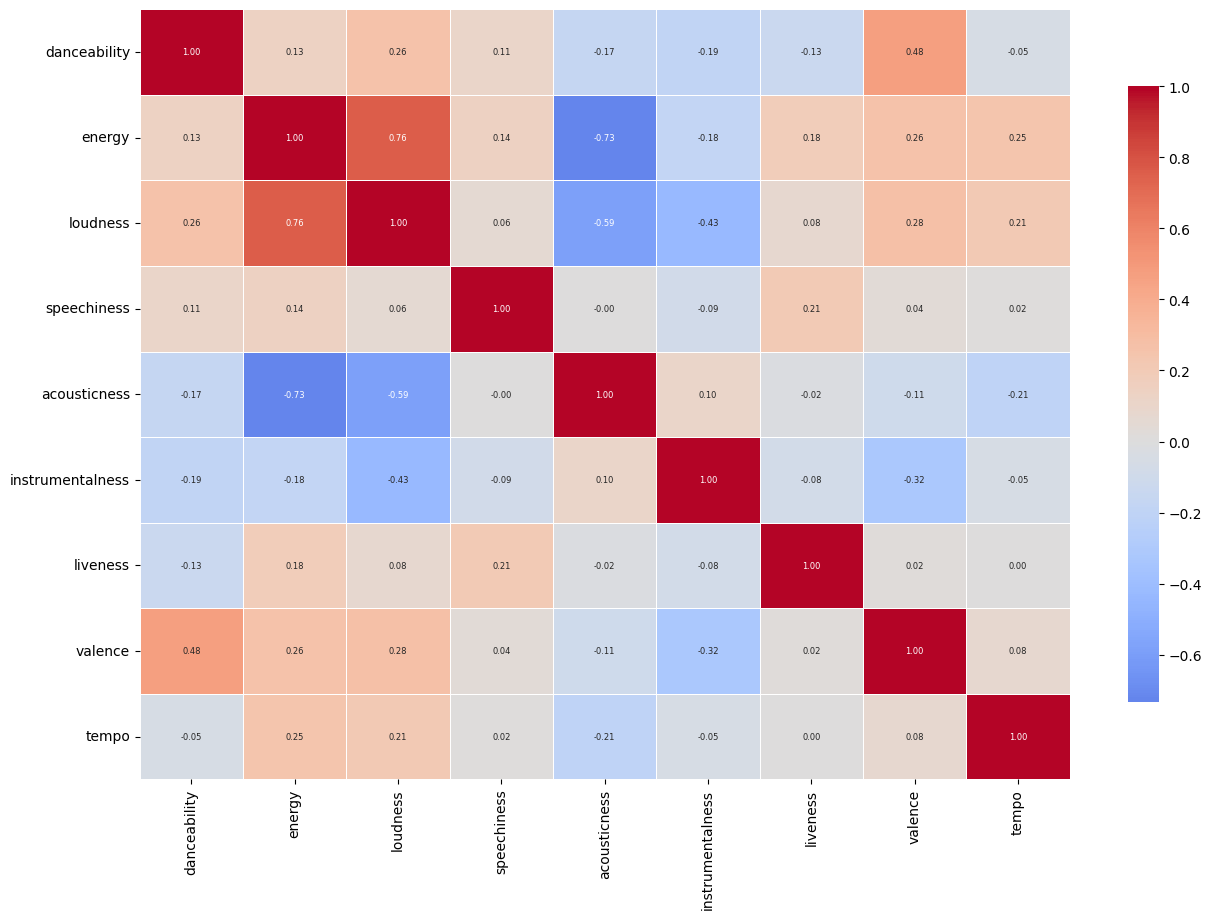 danceability 1.00 0.13 0.26 0.11 -0.17 -0.19 -0.13 0.48 -0.05
energy 0.13 1.00 0.76 0.14 -0.73 -0.18 0.18 0.26 0.25
loudness 0.26 0.76 1.00 0.06 -0.59 -0.43 0.08 0.28 0.21
speechiness 0.11 0.14 0.06 1.00 -0.00 -0.09 0.21 0.04 0.02
acousticness -0.17 -0.73 -0.59 -0.00 1.00 0.10 -0.02 -0.11 -0.21
instrumentalness -0.19 -0.18 -0.43 -0.09 0.10 1.00 -0.08 -0.32 -0.05
liveness -0.13 0.18 0.08 0.21 -0.02 -0.08 1.00 0.02 0.00
valence 0.48 0.26 0.28 0.04 -0.11 -0.32 0.02 1.00 0.08
tempo -0.05 0.25 0.21 0.02 -0.21 -0.05 0.00 0.08 1.00
danceability energy loudness speechiness acousticness instrumentalness liveness valence tempo
1.0
0.8
0.6
0.4
0.2
0.0
−0.2
−0.4
−0.6